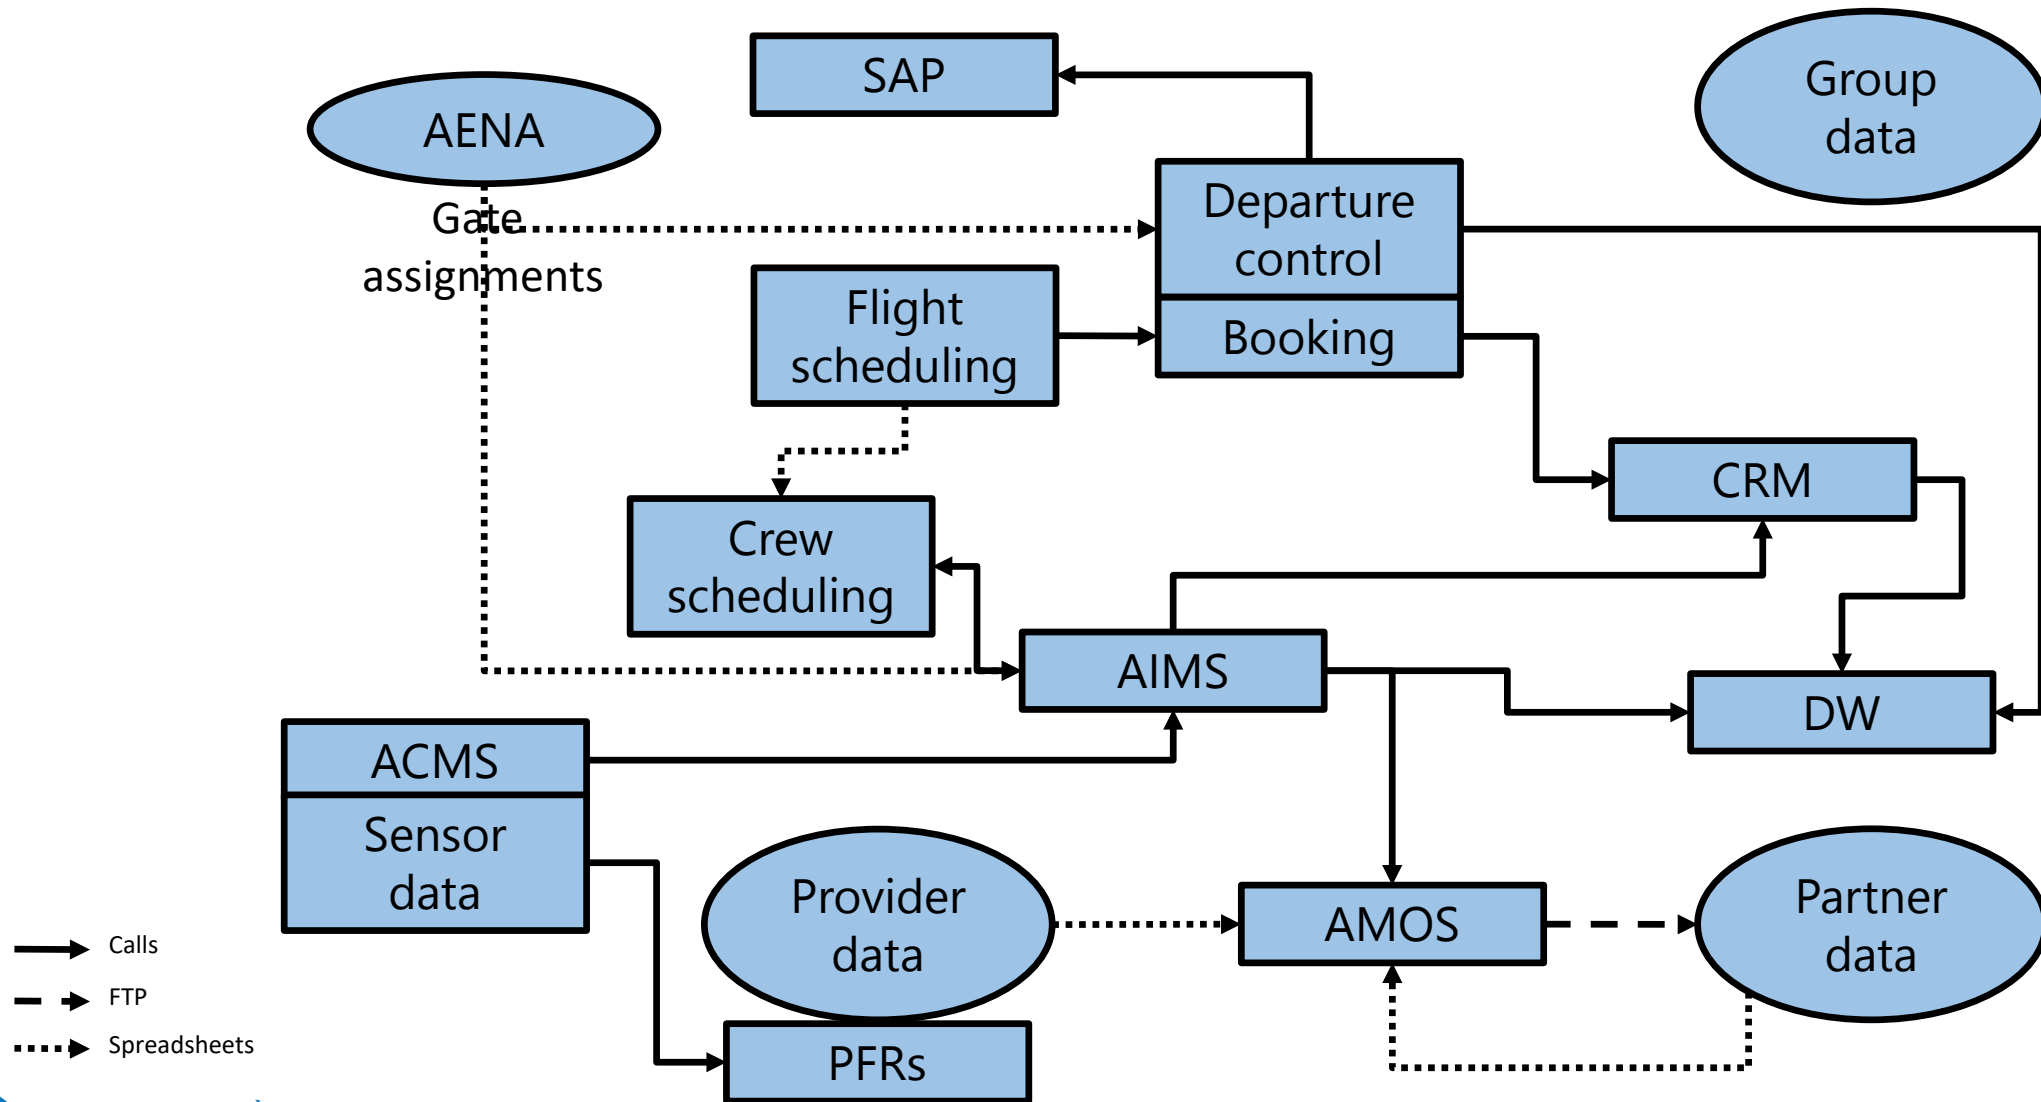 SAP
Group
data
AENA
Departure
control
Gate
assignments
Flight
scheduling
Booking
CRM
Crew
scheduling
AIMS
DW
ACMS
Sensor
data
Provider
data
AMOS
Partner
data
Calls
FTP
Spreadsheets
PFRs